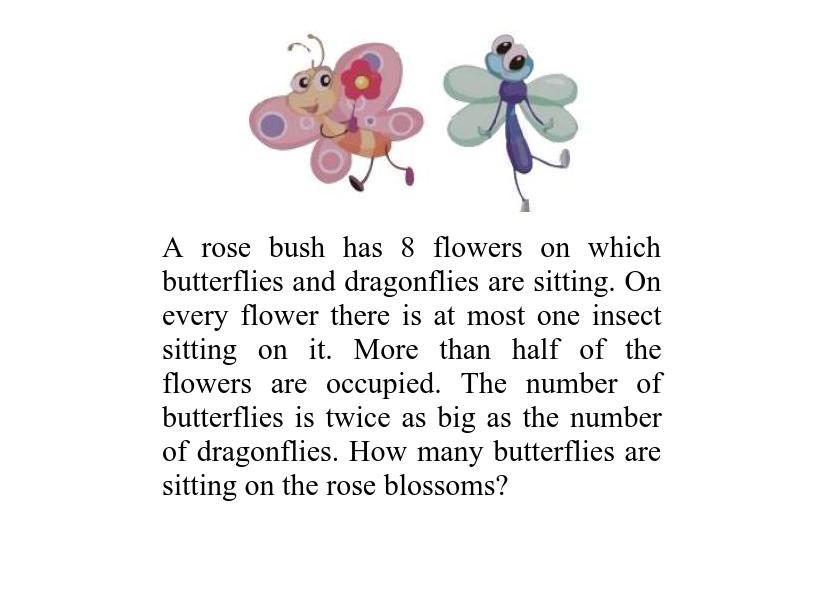 A rose bush has 8 flowers on which
butterflies and dragonflies are sitting. On
every flower there is at most one insect
sitting on it. More than half of the
flowers are occupied. The number of
butterflies is twice as big as the number
of dragonflies. How many butterflies are
sitting on the rose blossoms?